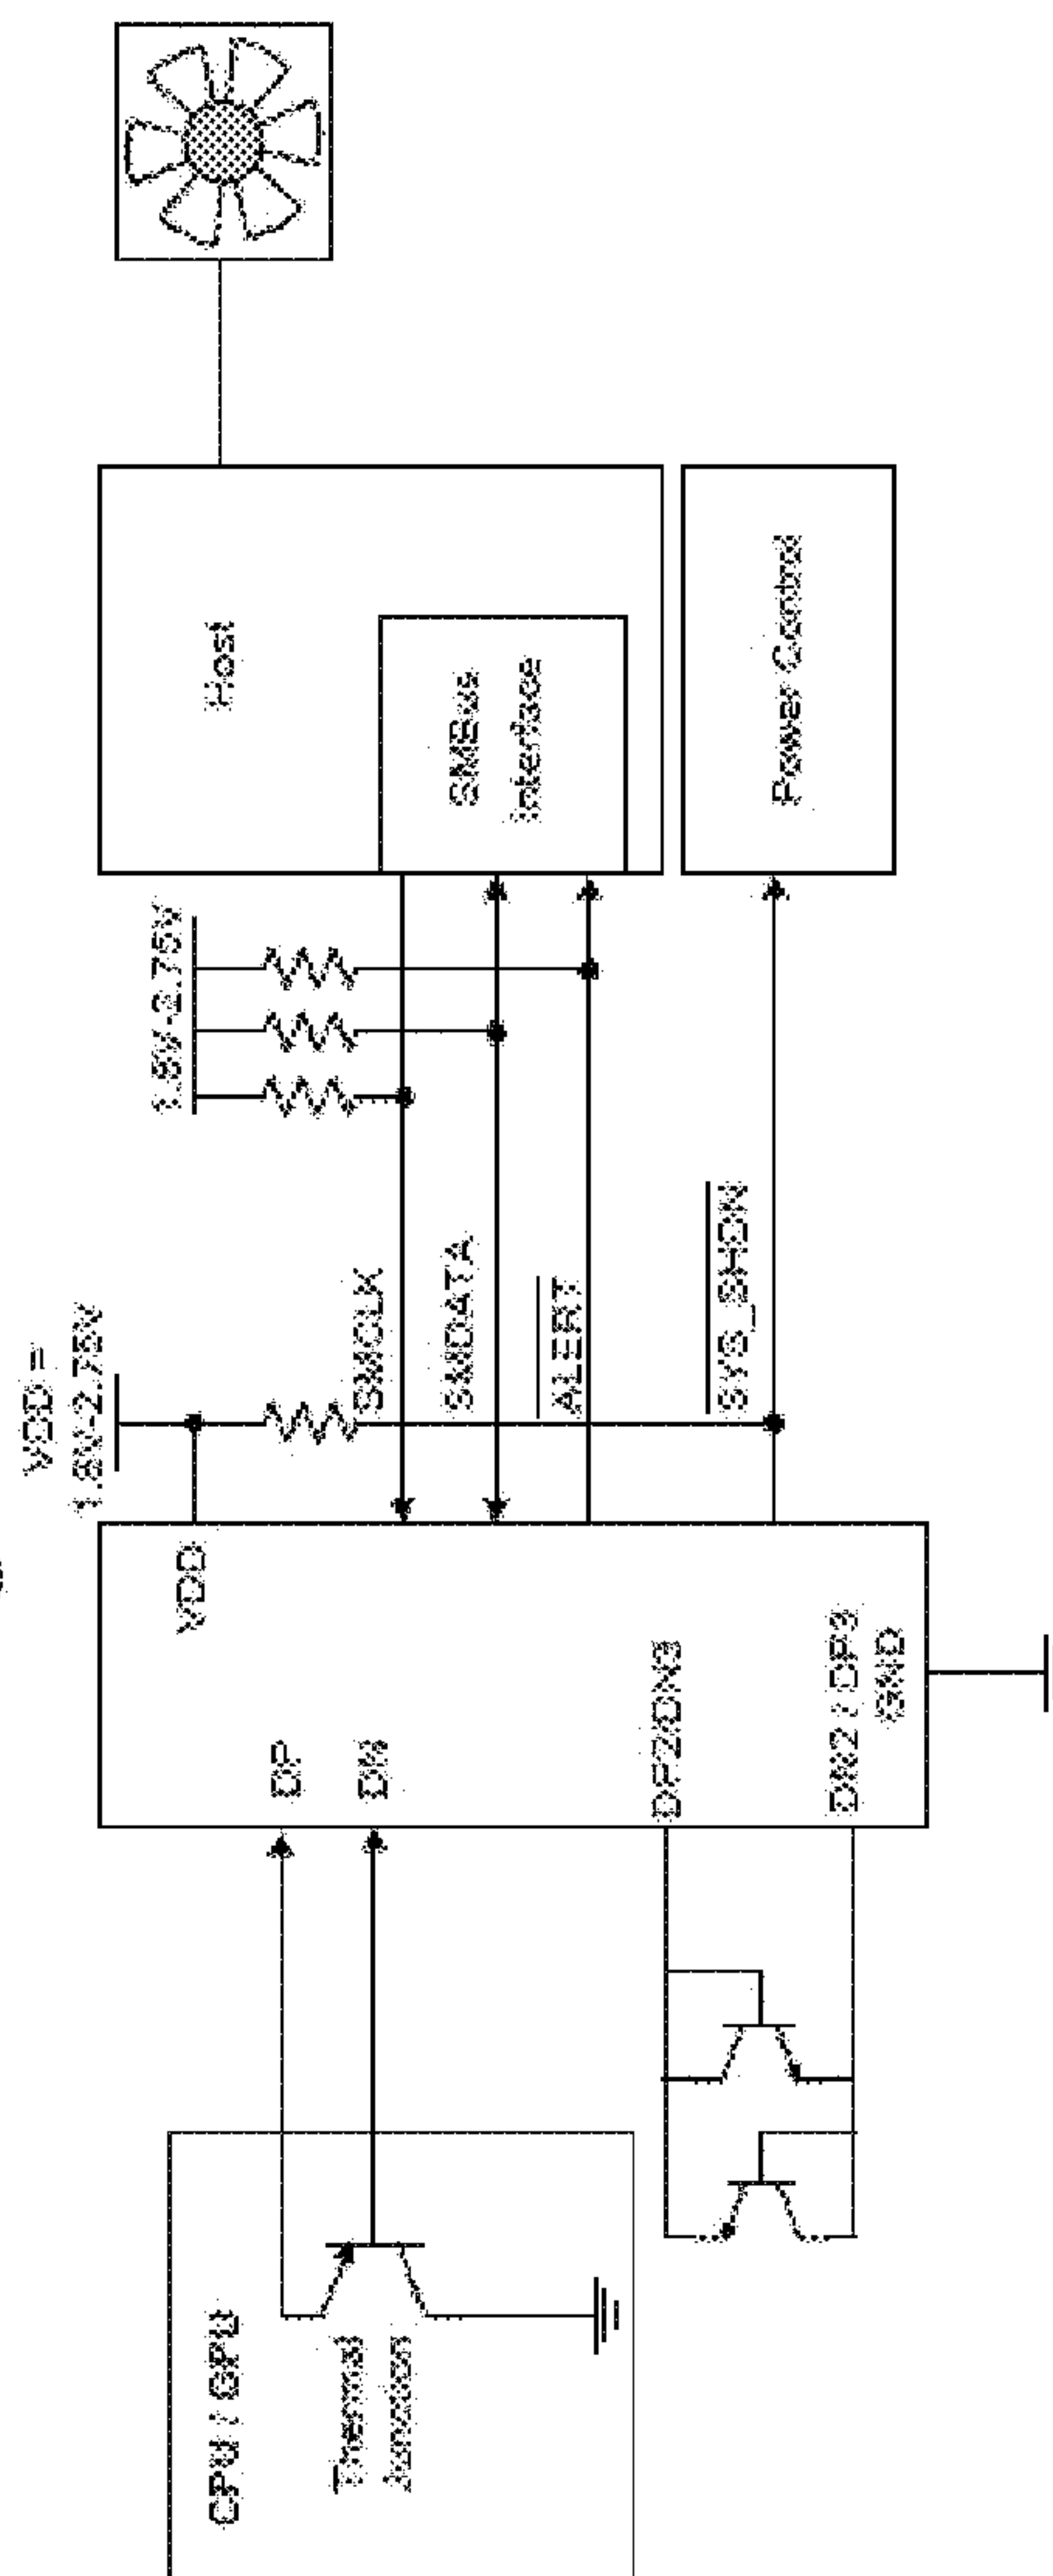 CPU / GPU
Thermal
Junction
VDD =
1.8V-2.75V
VDD
DP
DN
DP2/DN3
DN2 / DP3
GND
SMCLK
SMDATA
ALERT
SYS_SHDN
1.8V-2.75V
Host
SMBus
Interface
Power Control